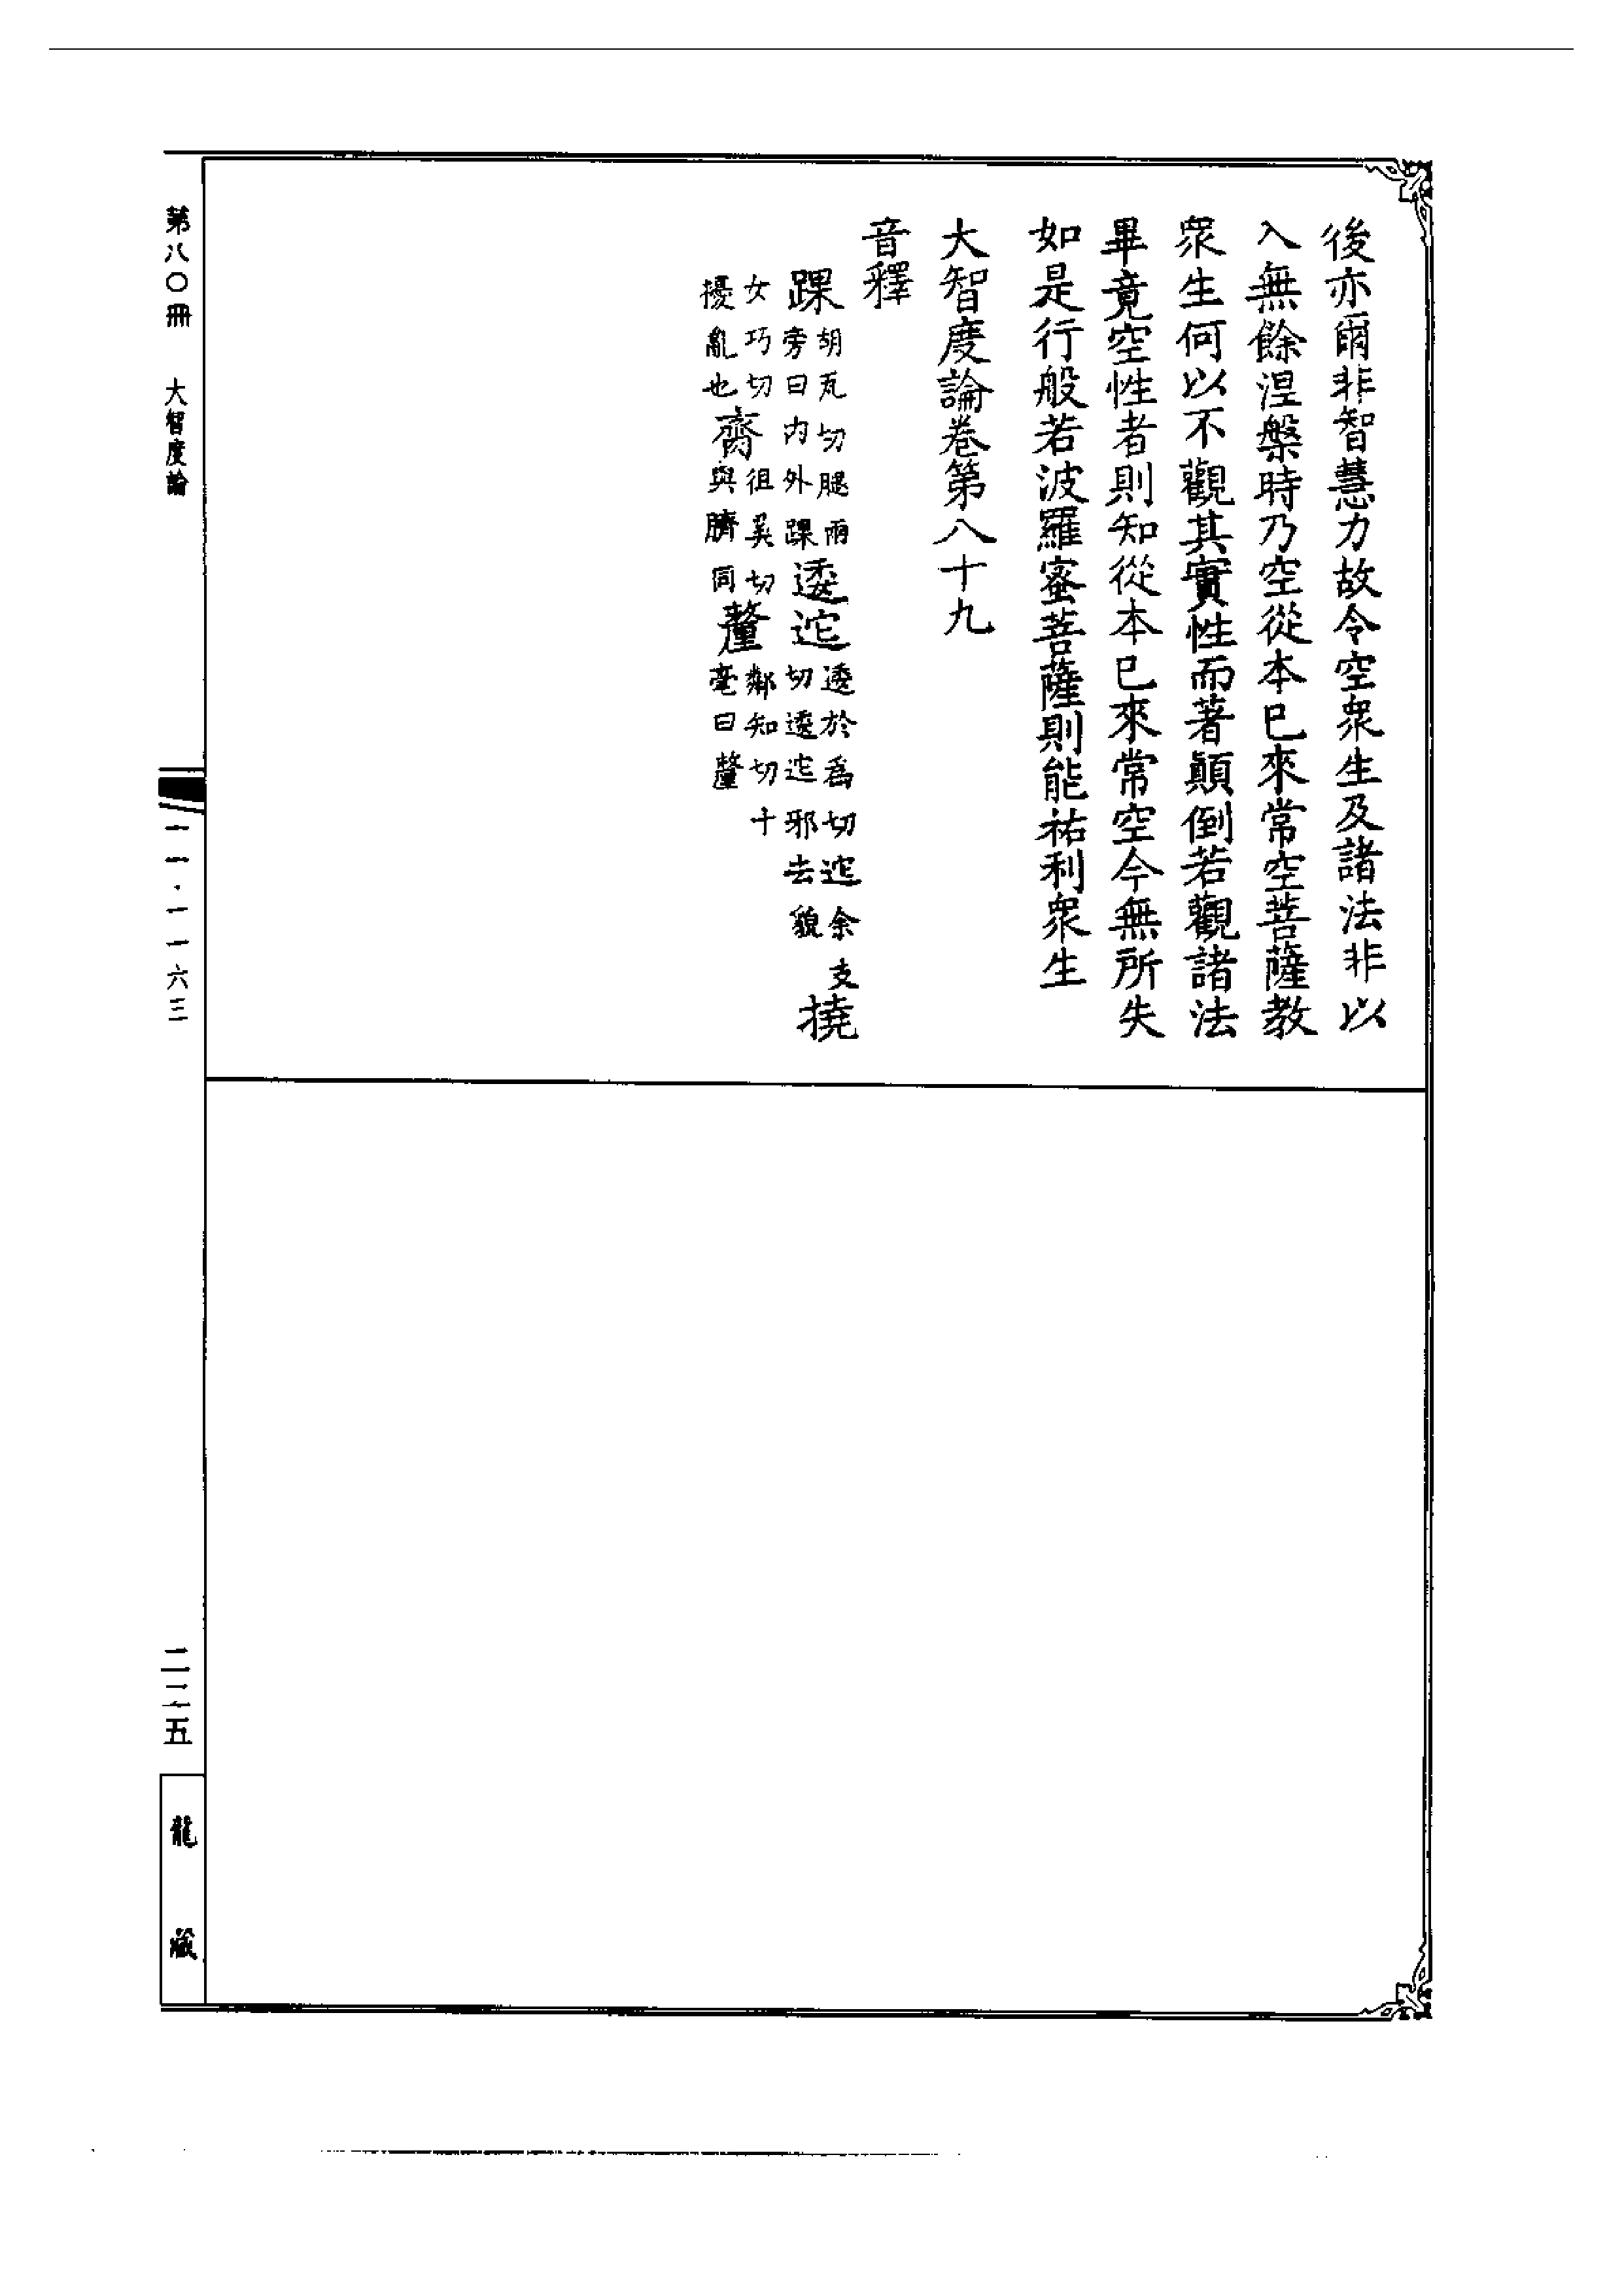 後亦爾非智慧力故令空衆生及諸法非以
入無餘涅槃時乃空從本已來常空菩薩教
衆生何以不觀其實性而著顛倒若觀諸法
畢竟空性者則知從本已來常空今無所失
如是行般若波羅蜜菩薩則能祐利衆生
大智度論卷第八十九
音釋
踝胡瓦切腿兩旁曰内外踝逶迱逶於爲切迱余支切逶迱邪去貌撓
女巧切擾亂也齊徂奚切與臍同釐鄰知切十毫曰釐
第八〇冊 大智度論
一一·一一六三
二二五
龍藏